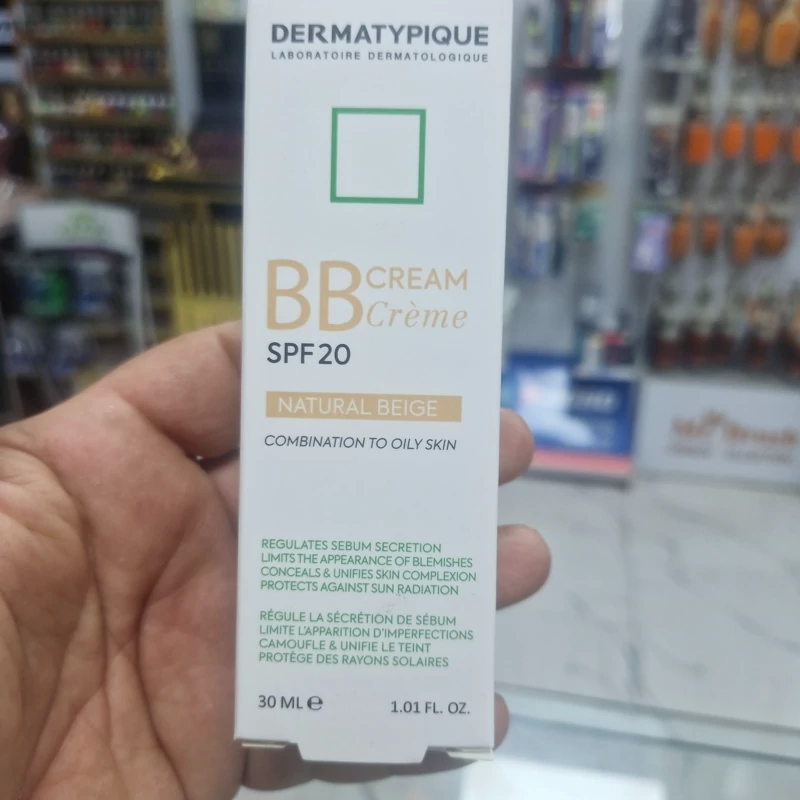 DERMATYPIQUE
LABORATOIRE DERMATOLOGIQUE
BB CREAM
Crème
SPF 20
NATURAL BEIGE
COMBINATION TO OILY SKIN
REGULATES SEBUM SECRETION
LIMITS THE APPEARANCE OF BLEMISHES
CONCEALS & UNIFIES SKIN COMPLEXION
PROTECTS AGAINST SUN RADIATION
RÉGULE LA SÉCRÉTION DE SÉBUM
LIMITE L'APPARITION D'IMPERFECTIONS
CAMOUFLE & UNIFIE LE TEINT
PROTÈGE DES RAYONS SOLAIRES
30 ML e 1.01 FL. OZ.